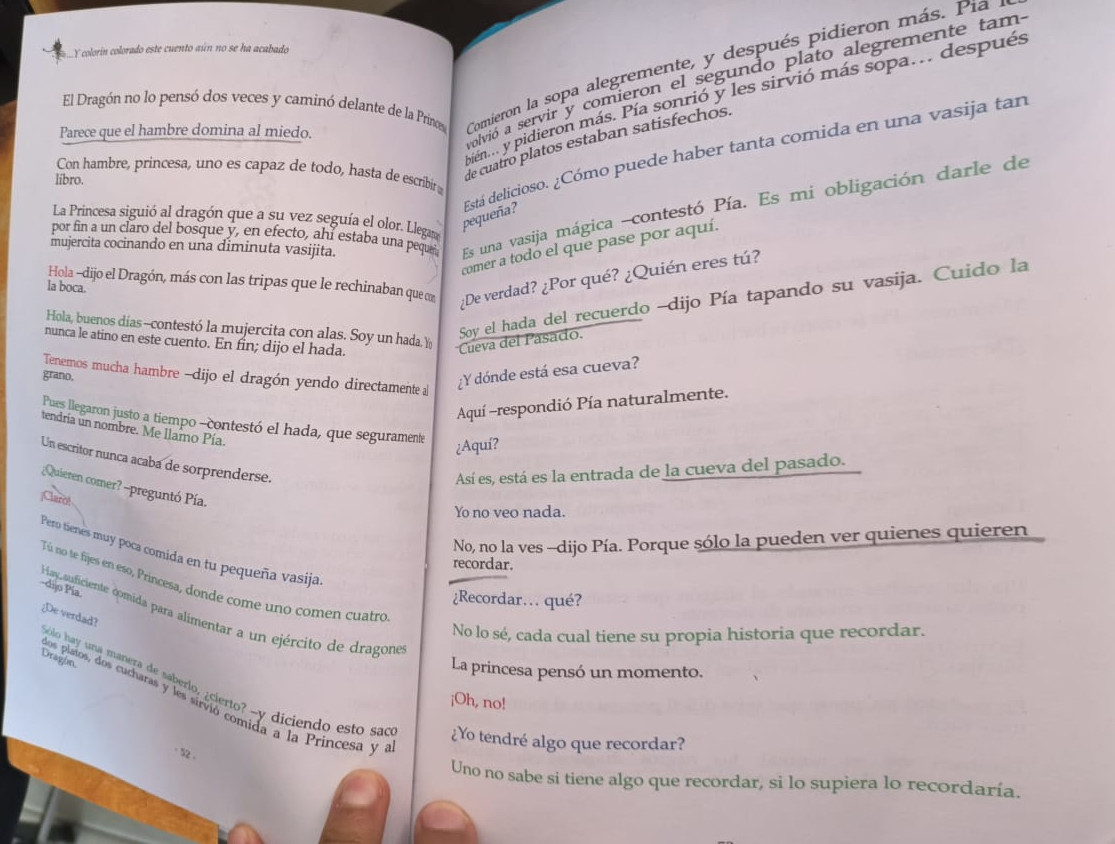 ...Y colorín colorado este cuento aún no se ha acabado
El Dragón no lo pensó dos veces y caminó delante de la
Parece que el hambre domina al miedo.
Con hambre, princesa, uno es capaz de todo, hasta de escribir
libro.
La Princesa siguió al dragón que a su vez seguía el olor.
por fin a un claro del bosque y, en efecto, ahí estaba una
mujercita cocinando en una diminuta vasijita.
Hola –dijo el Dragón, más con las tripas que le rechinaban que
la boca.
Hola, buenos días –contestó la mujercita con alas. Soy un hada.
nunca le atino en este cuento. En fin; dijo el hada.
Tenemos mucha hambre –dijo el dragón yendo directamente al
grano.
Pues llegaron justo a tiempo –contestó el hada, que seguramente
tendría un nombre. Me llamo Pía.
Un escritor nunca acaba de sorprenderse.
¿Quieren comer? –preguntó Pía.
¡Claro!
Pero tienes muy poca comida en tu pequeña vasija.
Tú no te fijes en eso, Princesa, donde come uno comen cuatro.
Hay suficiente comida para alimentar a un ejército de dragones
–dijo Pía.
¿De verdad?
Sólo hay una manera de saberlo, ¿cierto? –y diciendo esto saco
dos platos, dos cucharas y les sirvió comida a la Princesa y al
Dragón.
· 52 ·
Comieron la sopa alegremente, y después pidieron más. Pía
volvió a servir y comieron el segundo plato alegremente tam-
bién... y pidieron más. Pía sonrió y les sirvió más sopa... después
de cuatro platos estaban satisfechos.
Está delicioso. ¿Cómo puede haber tanta comida en una vasija tan
pequeña?
Es una vasija mágica –contestó Pía. Es mi obligación darle de
comer a todo el que pase por aquí.
¿De verdad? ¿Por qué? ¿Quién eres tú?
Soy el hada del recuerdo –dijo Pía tapando su vasija. Cuido la
Cueva del Pasado.
¿Y dónde está esa cueva?
Aquí –respondió Pía naturalmente.
¿Aquí?
Así es, está es la entrada de la cueva del pasado.
Yo no veo nada.
No, no la ves –dijo Pía. Porque sólo la pueden ver quienes quieren
recordar.
¿Recordar... qué?
No lo sé, cada cual tiene su propia historia que recordar.
La princesa pensó un momento.
¡Oh, no!
¿Yo tendré algo que recordar?
Uno no sabe si tiene algo que recordar, si lo supiera lo recordaría.